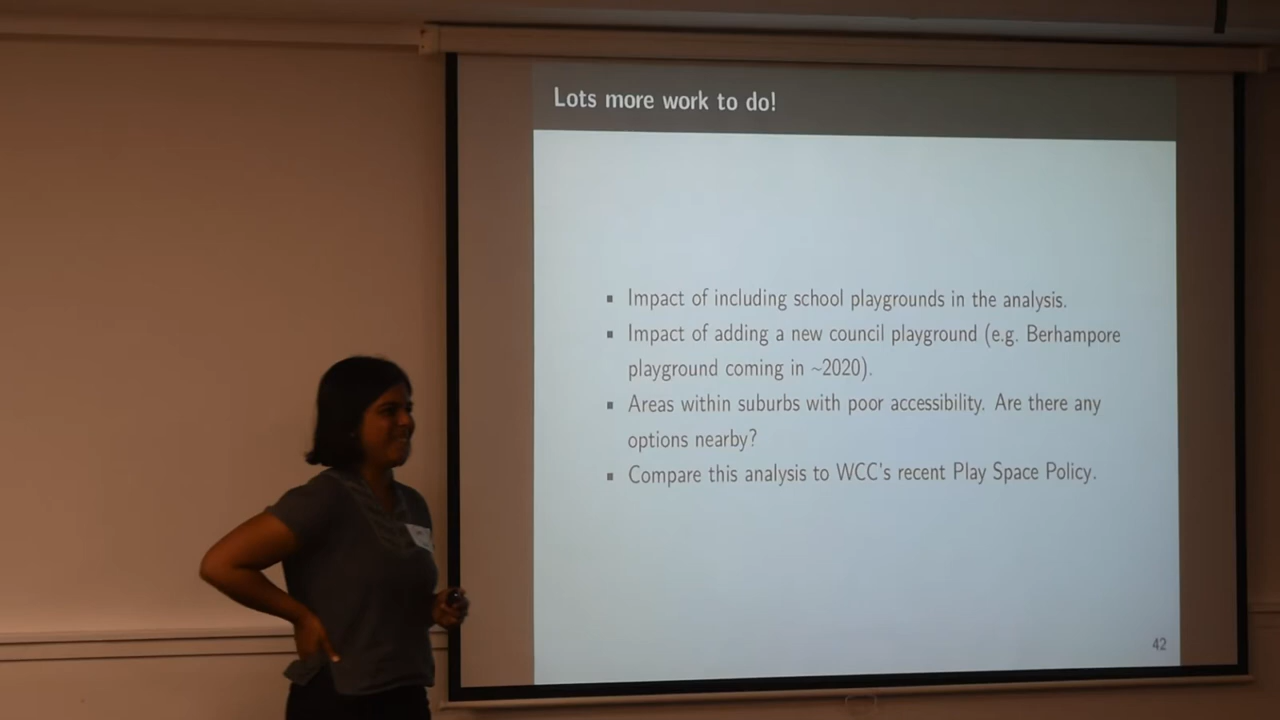 Lots more work to do!
▪ Impact of including school playgrounds in the analysis.
▪ Impact of adding a new council playground (e.g. Berhampore
playground coming in ~2020).
▪ Areas within suburbs with poor accessibility. Are there any
options nearby?
▪ Compare this analysis to WCC's recent Play Space Policy.
42